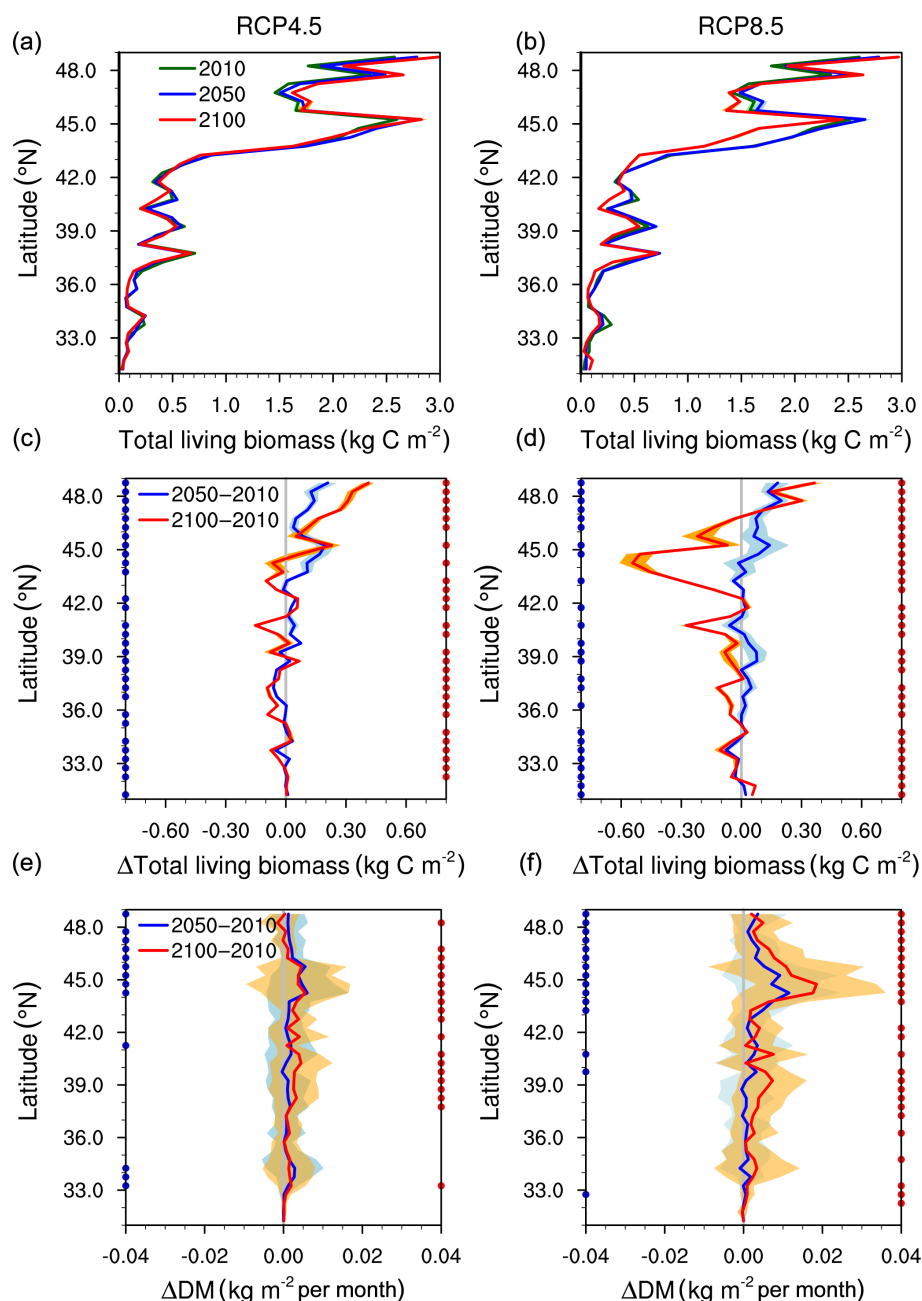 RCP4.5
RCP8.5
(a)
(b)
48.0
45.0
42.0
39.0
36.0
33.0
Latitude (°N)
2010
2050
2100
0.0 0.5 1.0 1.5 2.0 2.5 3.0
Total living biomass (kg C m-2)
48.0
45.0
42.0
39.0
36.0
33.0
Latitude (°N)
0.0 0.5 1.0 1.5 2.0 2.5 3.0
Total living biomass (kg C m-2)
(c)
(d)
48.0
45.0
42.0
39.0
36.0
33.0
Latitude (°N)
2050−2010
2100−2010
-0.60 -0.30 0.00 0.30 0.60
ΔTotal living biomass (kg C m-2)
48.0
45.0
42.0
39.0
36.0
33.0
Latitude (°N)
-0.60 -0.30 0.00 0.30 0.60
ΔTotal living biomass (kg C m-2)
(e)
(f)
48.0
45.0
42.0
39.0
36.0
33.0
Latitude (°N)
2050−2010
2100−2010
-0.04 -0.02 0.00 0.02 0.04
ΔDM (kg m-2 per month)
48.0
45.0
42.0
39.0
36.0
33.0
Latitude (°N)
-0.04 -0.02 0.00 0.02 0.04
ΔDM (kg m-2 per month)